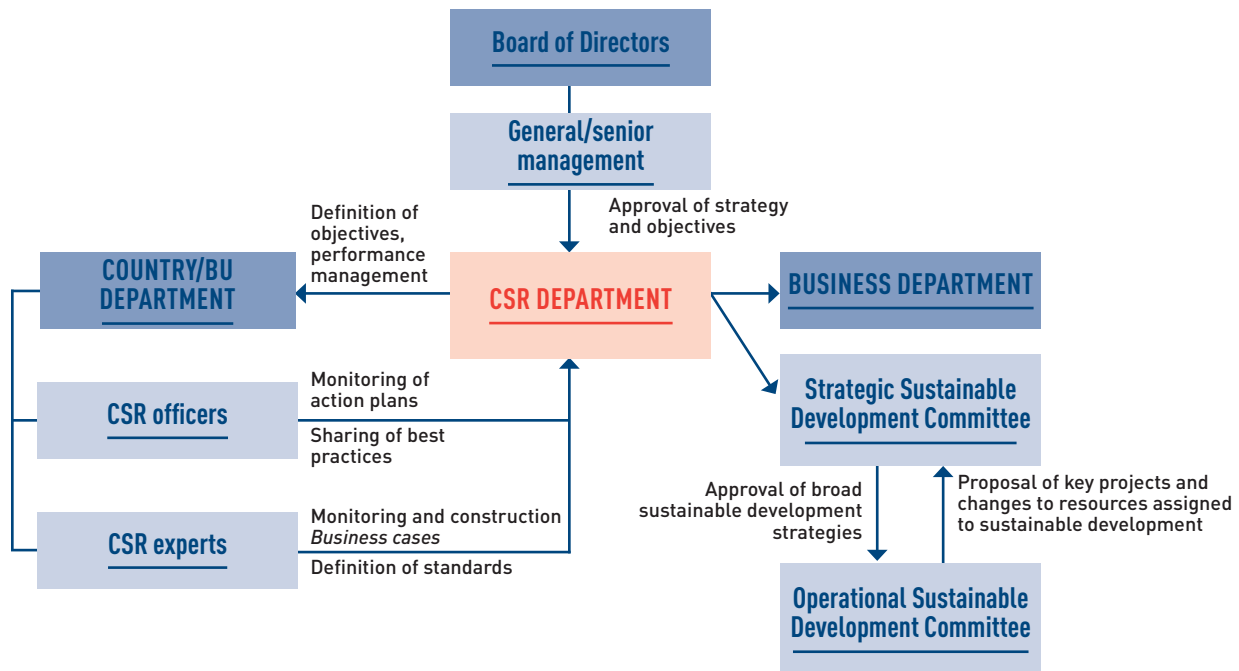 Board of Directors
General/senior
management
Approval of strategy
and objectives
Definition of
objectives,
performance
management
COUNTRY/BU
DEPARTMENT
CSR DEPARTMENT
BUSINESS DEPARTMENT
CSR officers
Monitoring of
action plans
Sharing of best
practices
Strategic Sustainable
Development Committee
CSR experts
Monitoring and construction
Business cases
Definition of standards
Approval of broad
sustainable development
strategies
Proposal of key projects and
changes to resources assigned
to sustainable development
Operational Sustainable
Development Committee